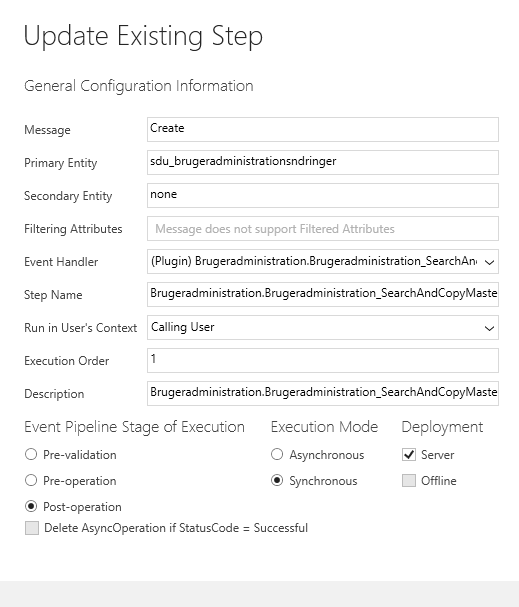 Update Existing Step
General Configuration Information
Message Create
Primary Entity sdu_brugeradministrationsndringer
Secondary Entity none
Filtering Attributes Message does not support Filtered Attributes
Event Handler (Plugin) Brugeradministration.Brugeradministration_SearchAn
Step Name Brugeradministration.Brugeradministration_SearchAndCopyMaste
Run in User's Context Calling User
Execution Order 1
Description Brugeradministration.Brugeradministration_SearchAndCopyMaste
Event Pipeline Stage of Execution Execution Mode Deployment
Pre-validation Asynchronous Server
Pre-operation Synchronous Offline
Post-operation
Delete AsyncOperation if StatusCode = Successful